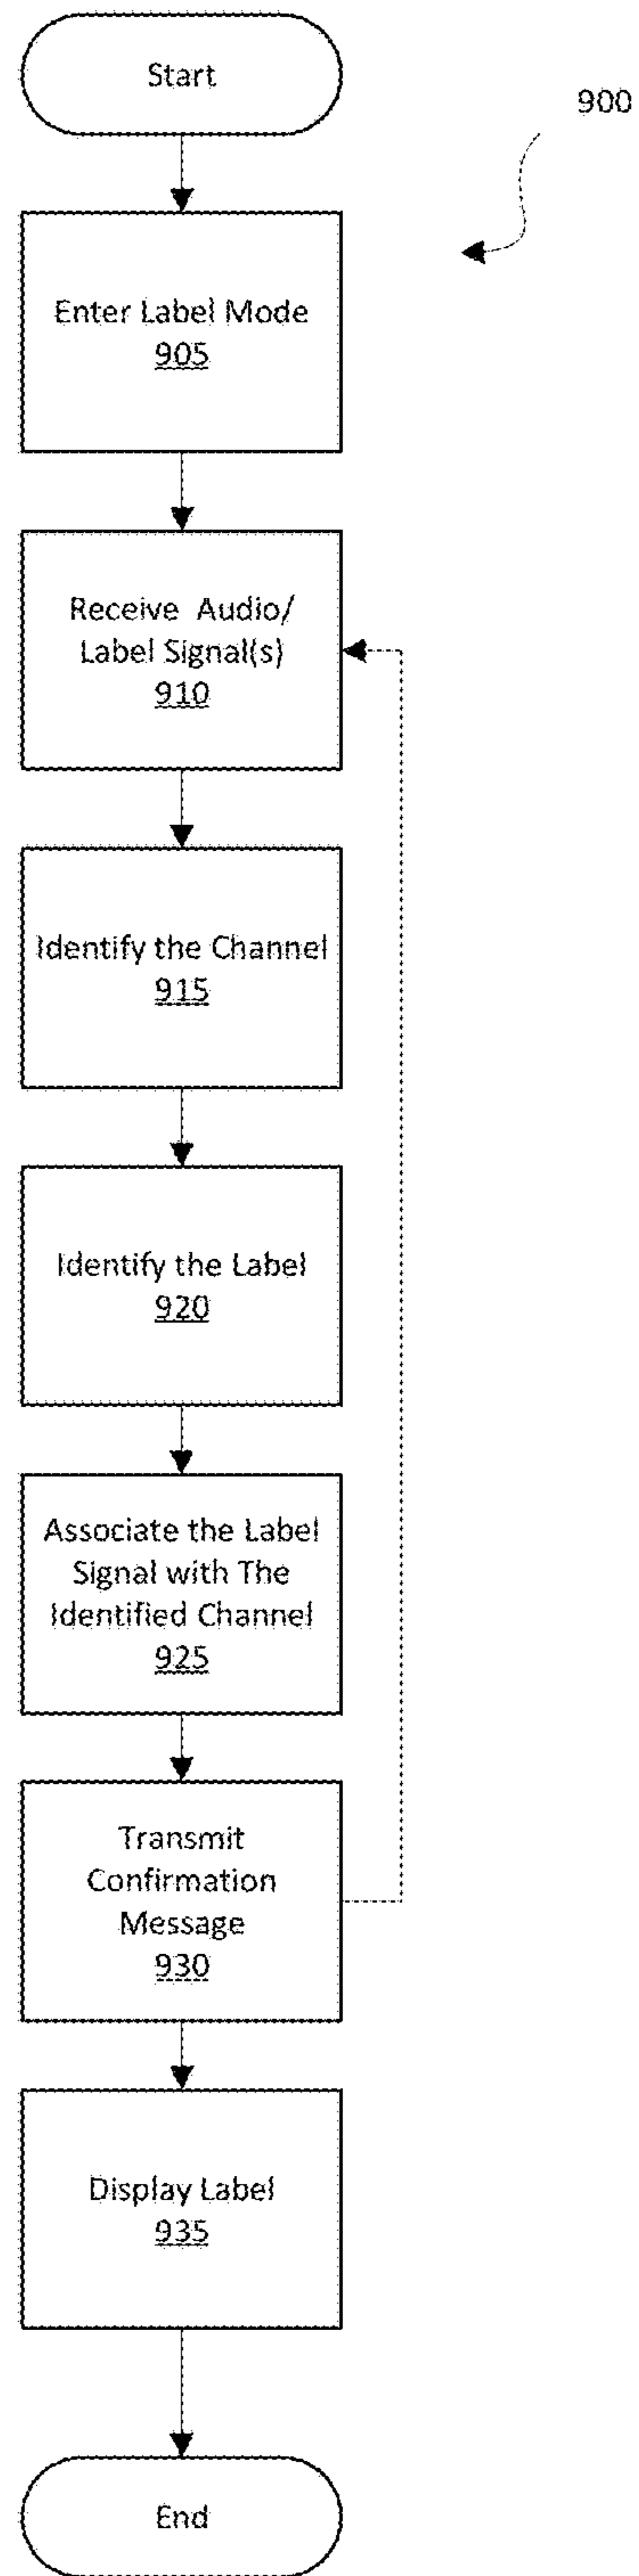 Start
900
Enter Label Mode
905
Receive Audio/
Label Signal(s)
910
Identify the Channel
915
Identify the Label
920
Associate the Label
Signal with The
Identified Channel
925
Transmit
Confirmation
Message
930
Display Label
935
End